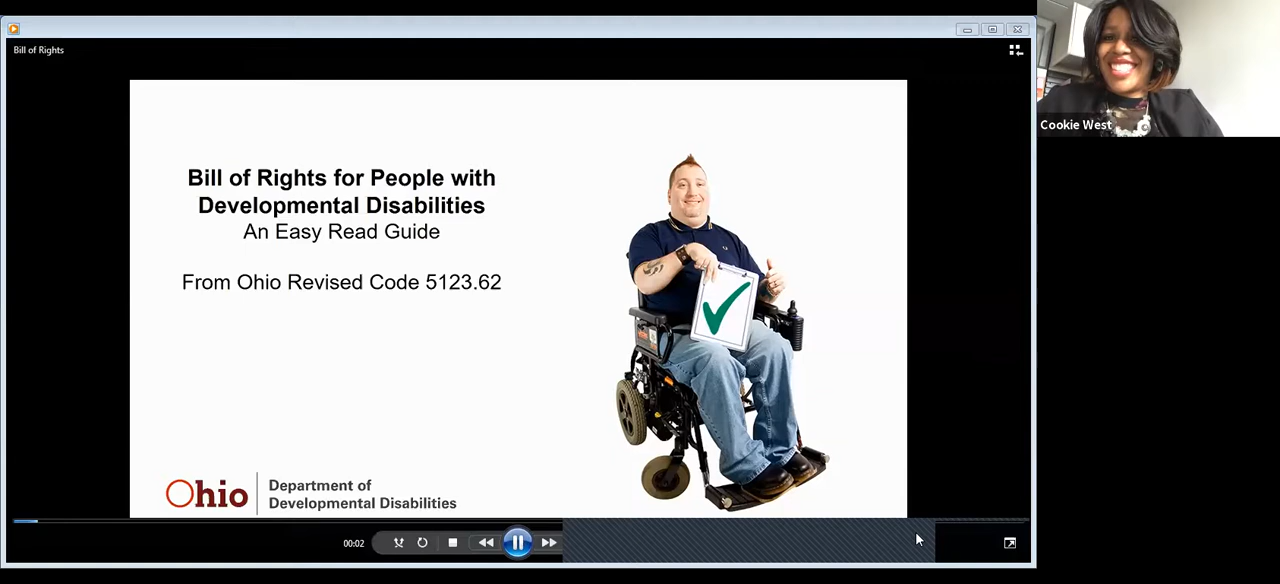 Bill of Rights
Cookie West
Bill of Rights for People with
Developmental Disabilities
An Easy Read Guide
From Ohio Revised Code 5123.62
Ohio
Department of
Developmental Disabilities
00:02